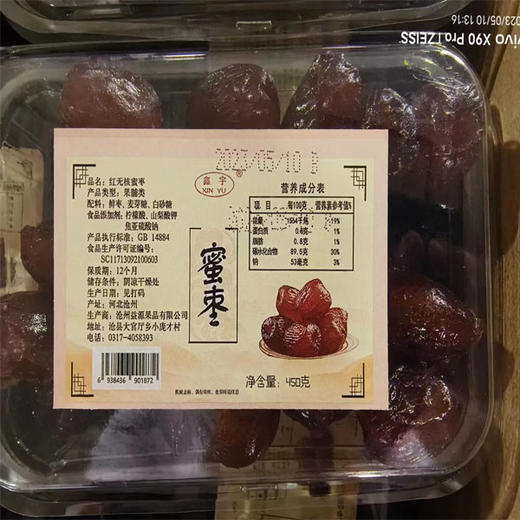 2023/05/10 13:16
vivo X90 Pro | ZEISS
品名：红无核蜜枣
产品类型：果脯类
配料：鲜枣、麦芽糖、白砂糖
食品添加剂：柠檬酸、山梨酸钾
焦亚硫酸钠
产品执行标准：GB 14884
食品生产许可证编号：
SC11713092100603
保质期：12个月
储存条件：阴凉干燥处
生产日期：见打码
产地：河北沧州
生产商：沧州益源果品有限公司
地址：沧县大官厅乡小庞才村
电话：0317-4058393
6 938436 901872
2023/05/10
鑫宇
XIN YU
蜜枣
营养成分表
项目 每100克 营养素参考值%
能量 1564千焦 19%
蛋白质 0.6克 1%
脂肪 0.8克 1%
碳水化合物 89.5克 30%
钠 53毫克 3%
净含量：450克